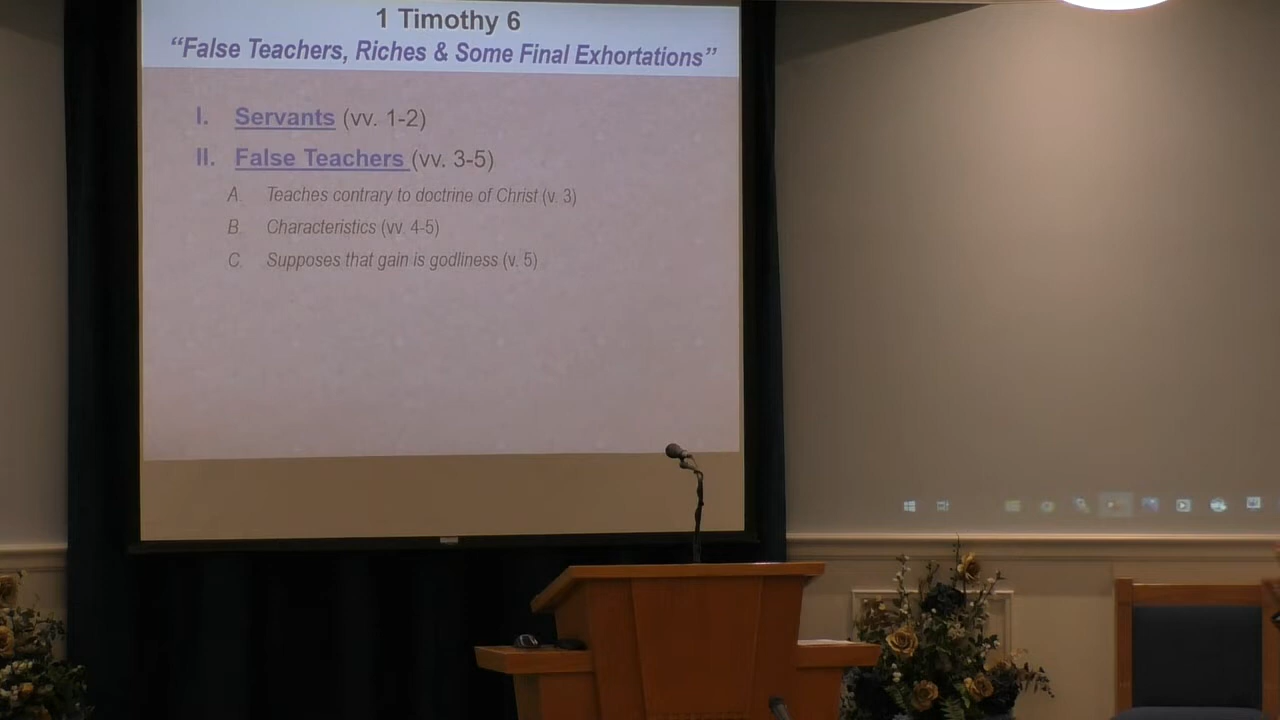 1 Timothy 6
“False Teachers, Riches & Some Final Exhortations”
I. Servants (vv. 1-2)
II. False Teachers (vv. 3-5)
A. Teaches contrary to doctrine of Christ (v. 3)
B. Characteristics (vv. 4-5)
C. Supposes that gain is godliness (v. 5)